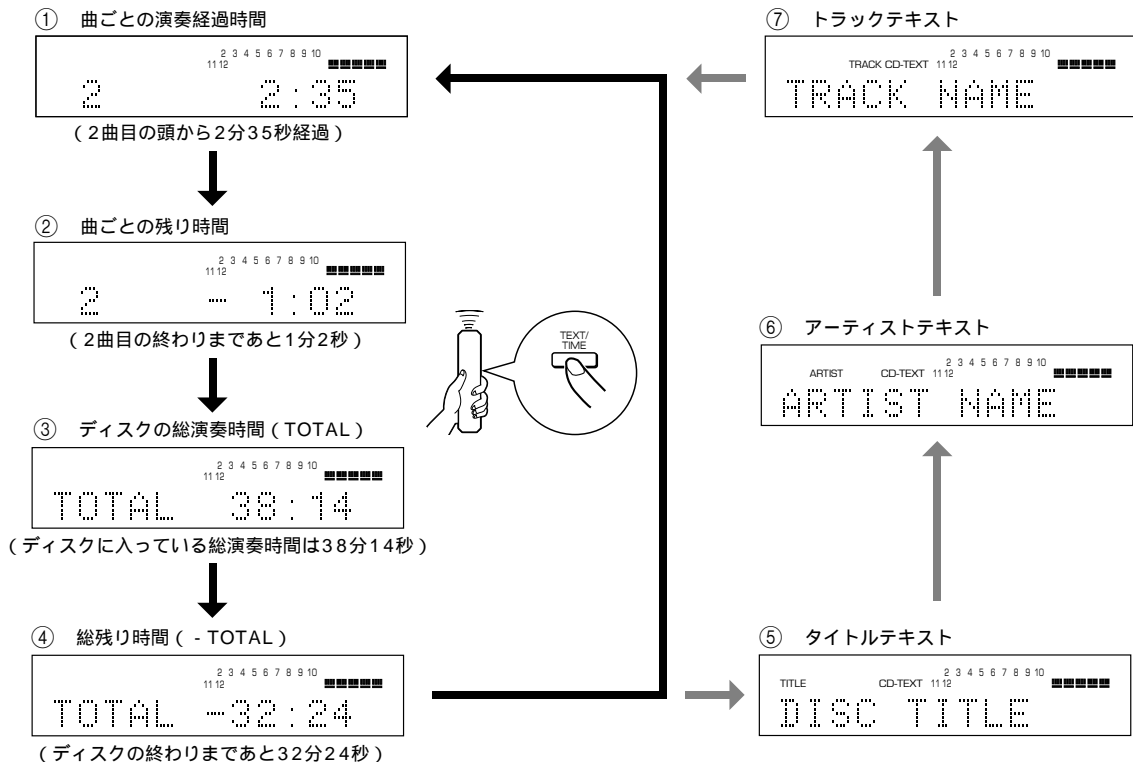 ① 曲ごとの演奏経過時間
2 3 4 5 6 7 8 9 10
11 12
2 2:35
(2曲目の頭から2分35秒経過)
② 曲ごとの残り時間
2 3 4 5 6 7 8 9 10
11 12
2 - 1:02
(2曲目の終わりまであと1分2秒)
③ ディスクの総演奏時間(TOTAL)
2 3 4 5 6 7 8 9 10
11 12
TOTAL 38:14
(ディスクに入っている総演奏時間は38分14秒)
④ 総残り時間( - TOTAL)
2 3 4 5 6 7 8 9 10
11 12
TOTAL -32:24
(ディスクの終わりまであと32分24秒)
TEXT/
TIME
⑦ トラックテキスト
2 3 4 5 6 7 8 9 10
TRACK CD-TEXT 11 12
TRACK NAME
⑥ アーティストテキスト
2 3 4 5 6 7 8 9 10
ARTIST CD-TEXT 11 12
ARTIST NAME
⑤ タイトルテキスト
2 3 4 5 6 7 8 9 10
TITLE CD-TEXT 11 12
DISC TITLE